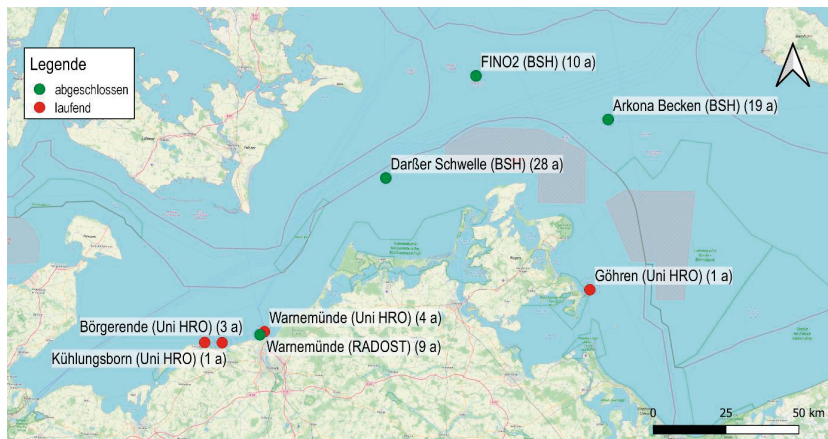 Legende
abgeschlossen
laufend
FINO2 (BSH) (10 a)
Arkona Becken (BSH) (19 a)
Darßer Schwelle (BSH) (28 a)
Göhren (Uni HRO) (1 a)
Börgerende (Uni HRO) (3 a)
Warnemünde (Uni HRO) (4 a)
Warnemünde (RADOST) (9 a)
Kühlungsborn (Uni HRO) (1 a)
0 25 50 km